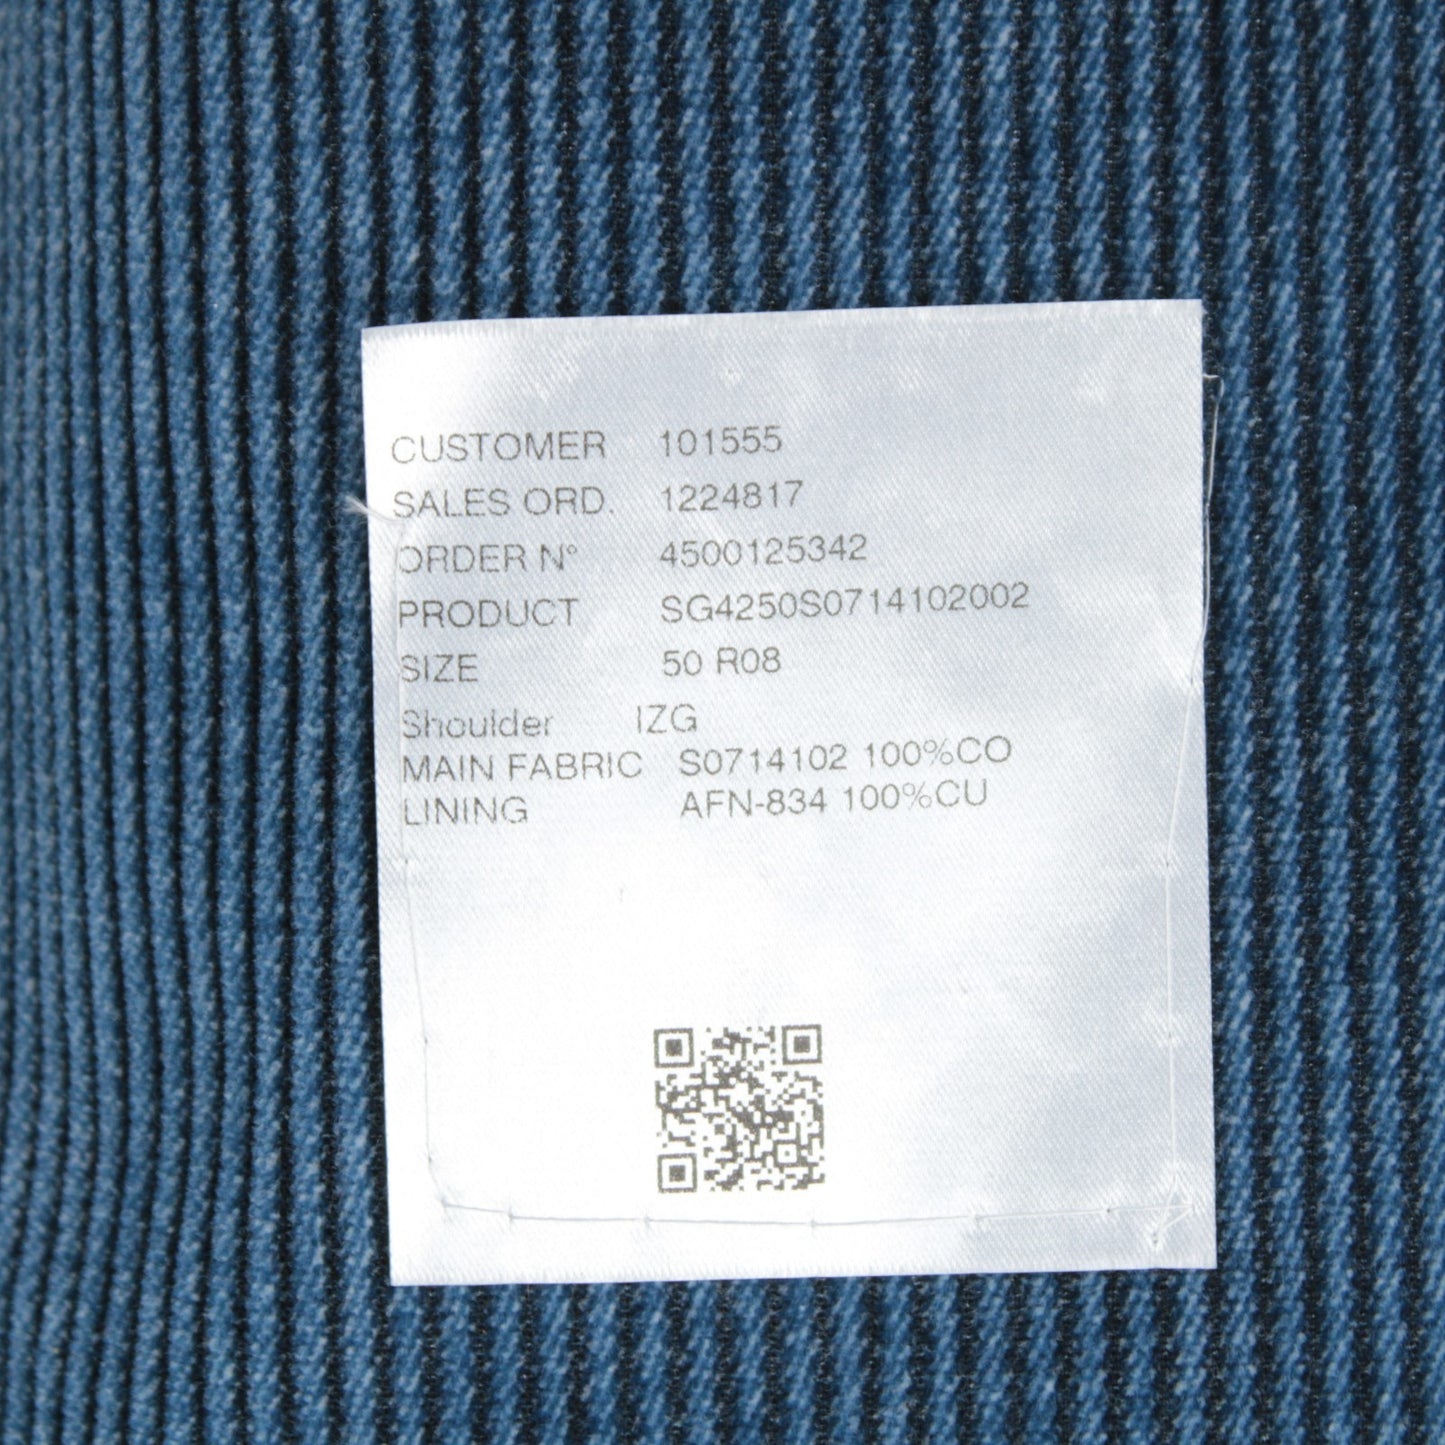 CUSTOMER 101555
SALES ORD. 1224817
ORDER N° 4500125342
PRODUCT SG4250S0714102002
SIZE 50 R08
Shoulder IZG
MAIN FABRIC S0714102 100%CO
LINING AFN-834 100%CU